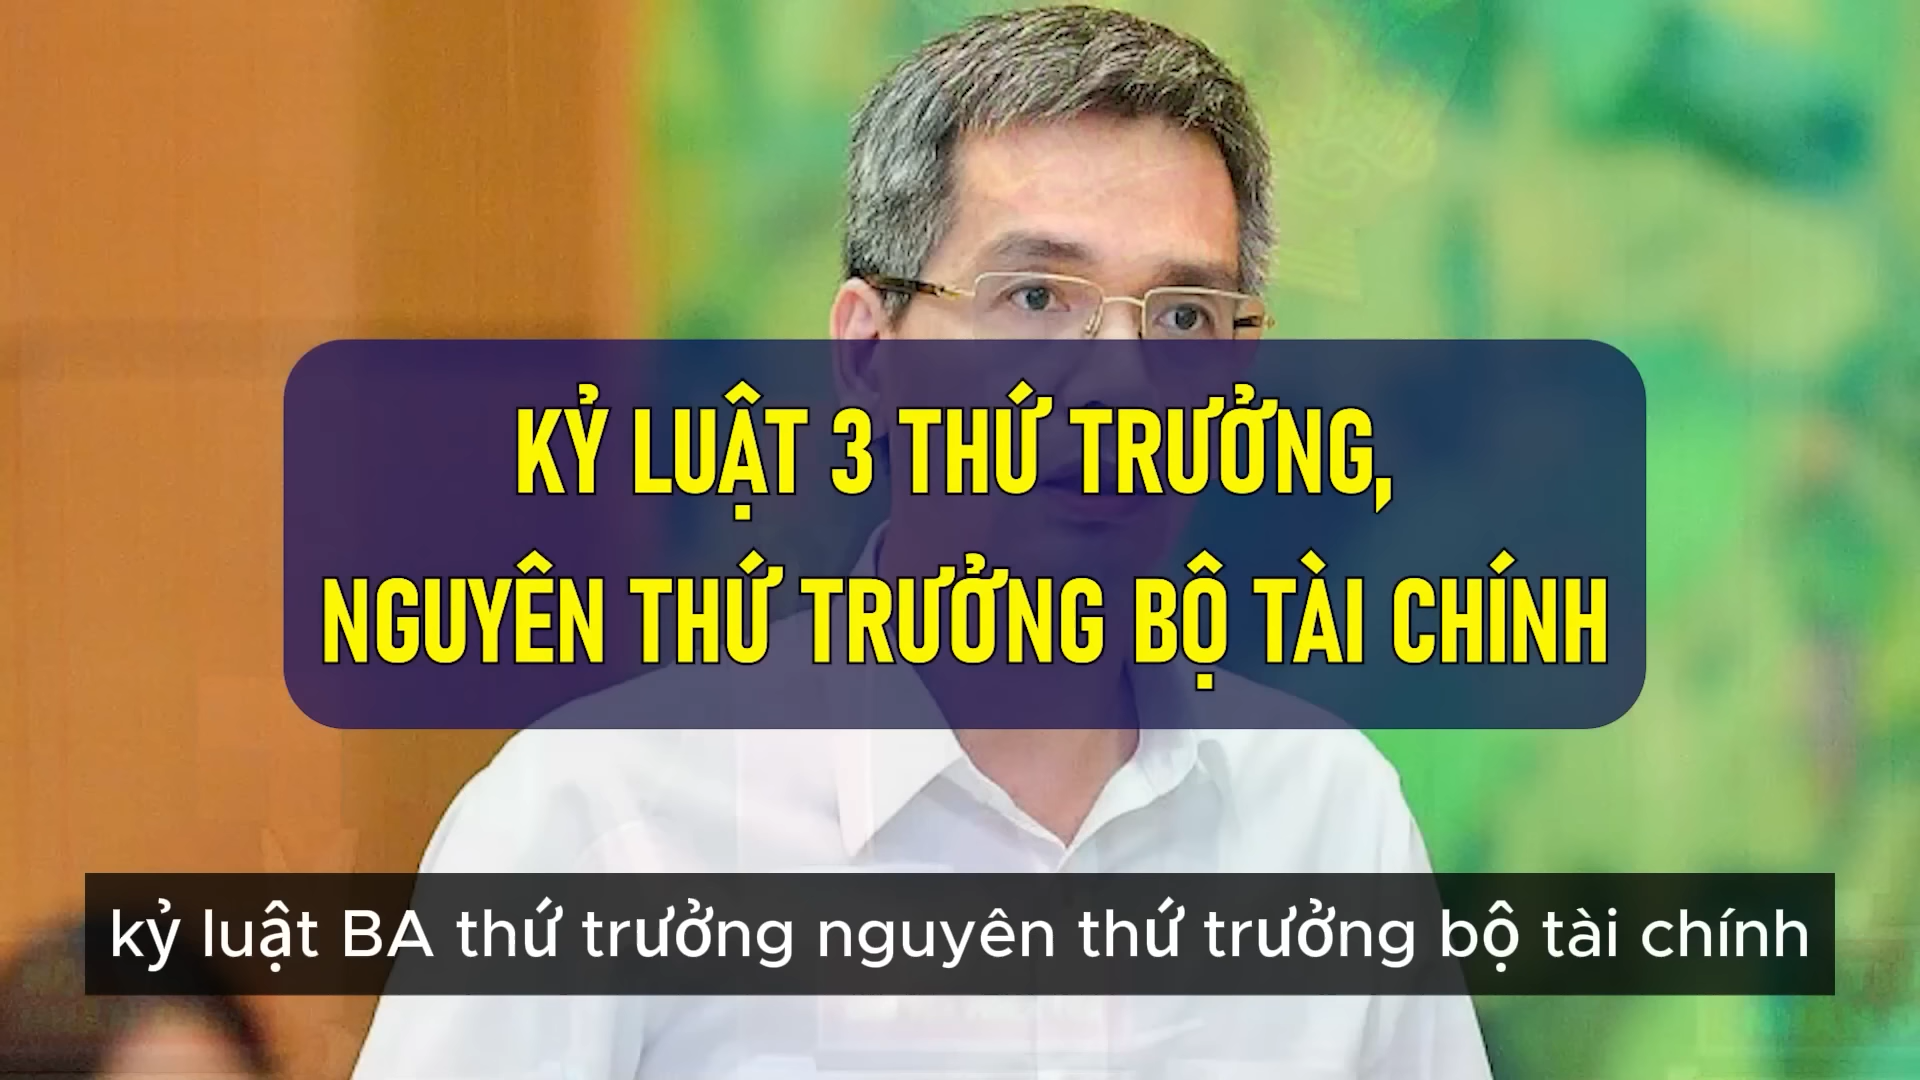 KỶ LUẬT 3 THỨ TRƯỞNG,
NGUYÊN THỨ TRƯỞNG BỘ TÀI CHÍNH
kỷ luật BA thứ trưởng nguyên thứ trưởng bộ tài chính